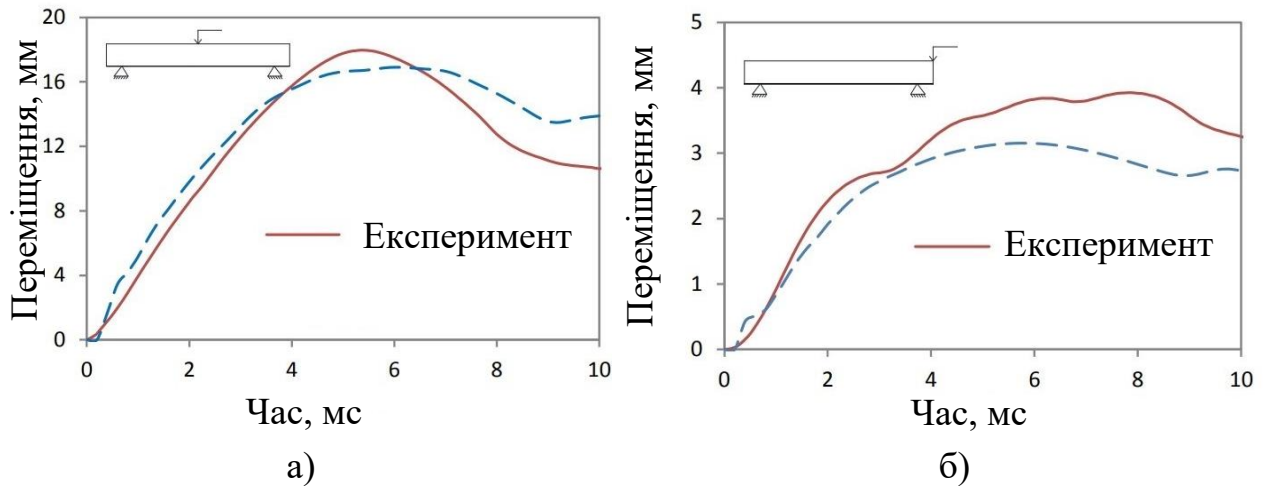 Переміщення, мм
20
16
12
8
4
0
Експеримент
0 2 4 6 8 10
Час, мс
а)
Переміщення, мм
5
4
3
2
1
0
Експеримент
0 2 4 6 8 10
Час, мс
б)